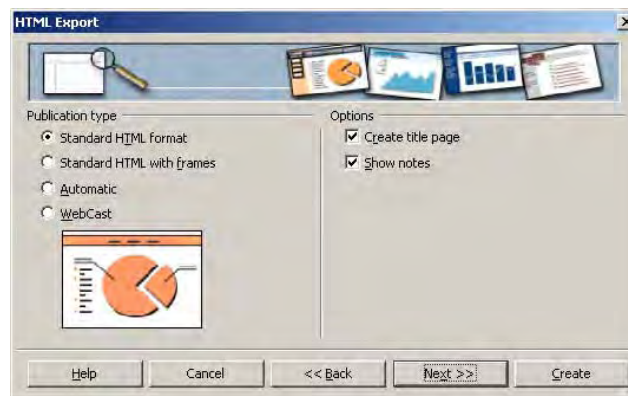 HTML Export
Publication type
Standard HTML format
Standard HTML with frames
Automatic
WebCast
Options
Create title page
Show notes
Help
Cancel
<< Back
Next >>
Create